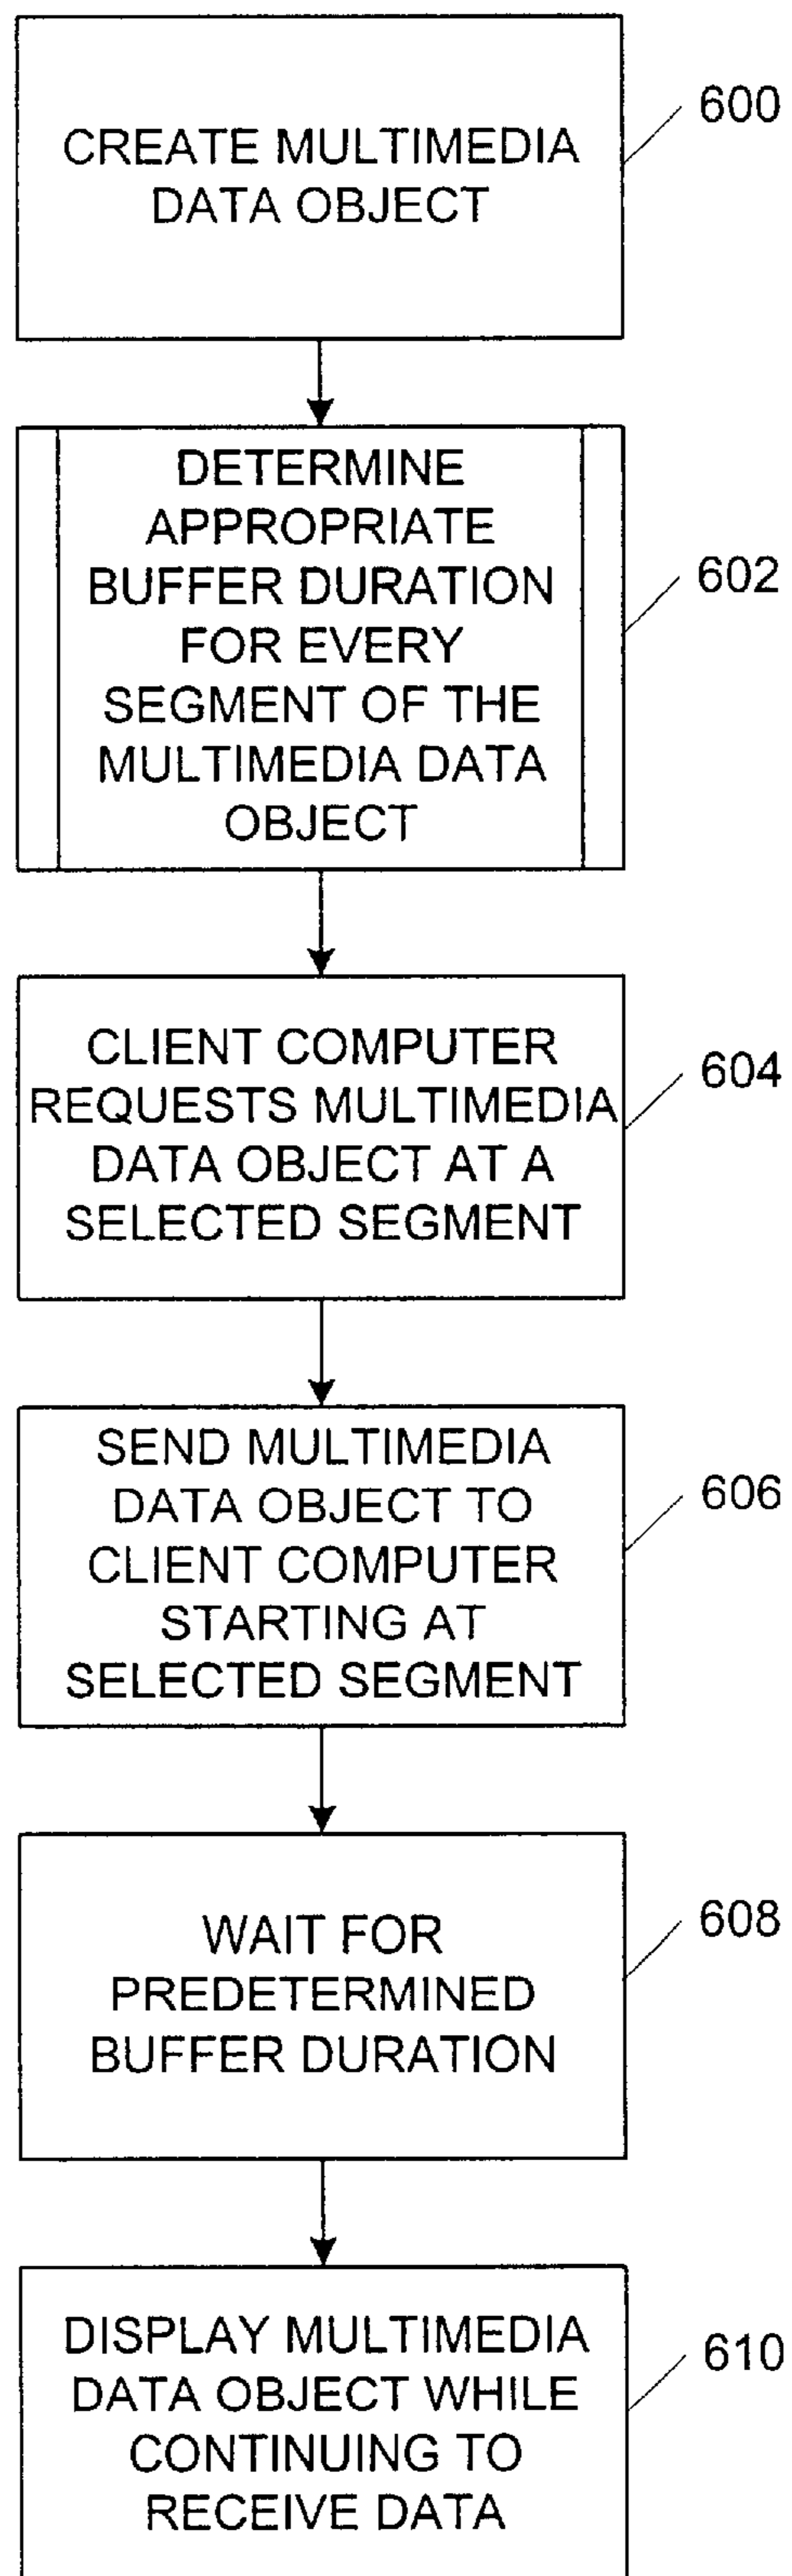 CREATE MULTIMEDIA
DATA OBJECT
600
DETERMINE
APPROPRIATE
BUFFER DURATION
FOR EVERY
SEGMENT OF THE
MULTIMEDIA DATA
OBJECT
602
CLIENT COMPUTER
REQUESTS MULTIMEDIA
DATA OBJECT AT A
SELECTED SEGMENT
604
SEND MULTIMEDIA
DATA OBJECT TO
CLIENT COMPUTER
STARTING AT
SELECTED SEGMENT
606
WAIT FOR
PREDETERMINED
BUFFER DURATION
608
DISPLAY MULTIMEDIA
DATA OBJECT WHILE
CONTINUING TO
RECEIVE DATA
610